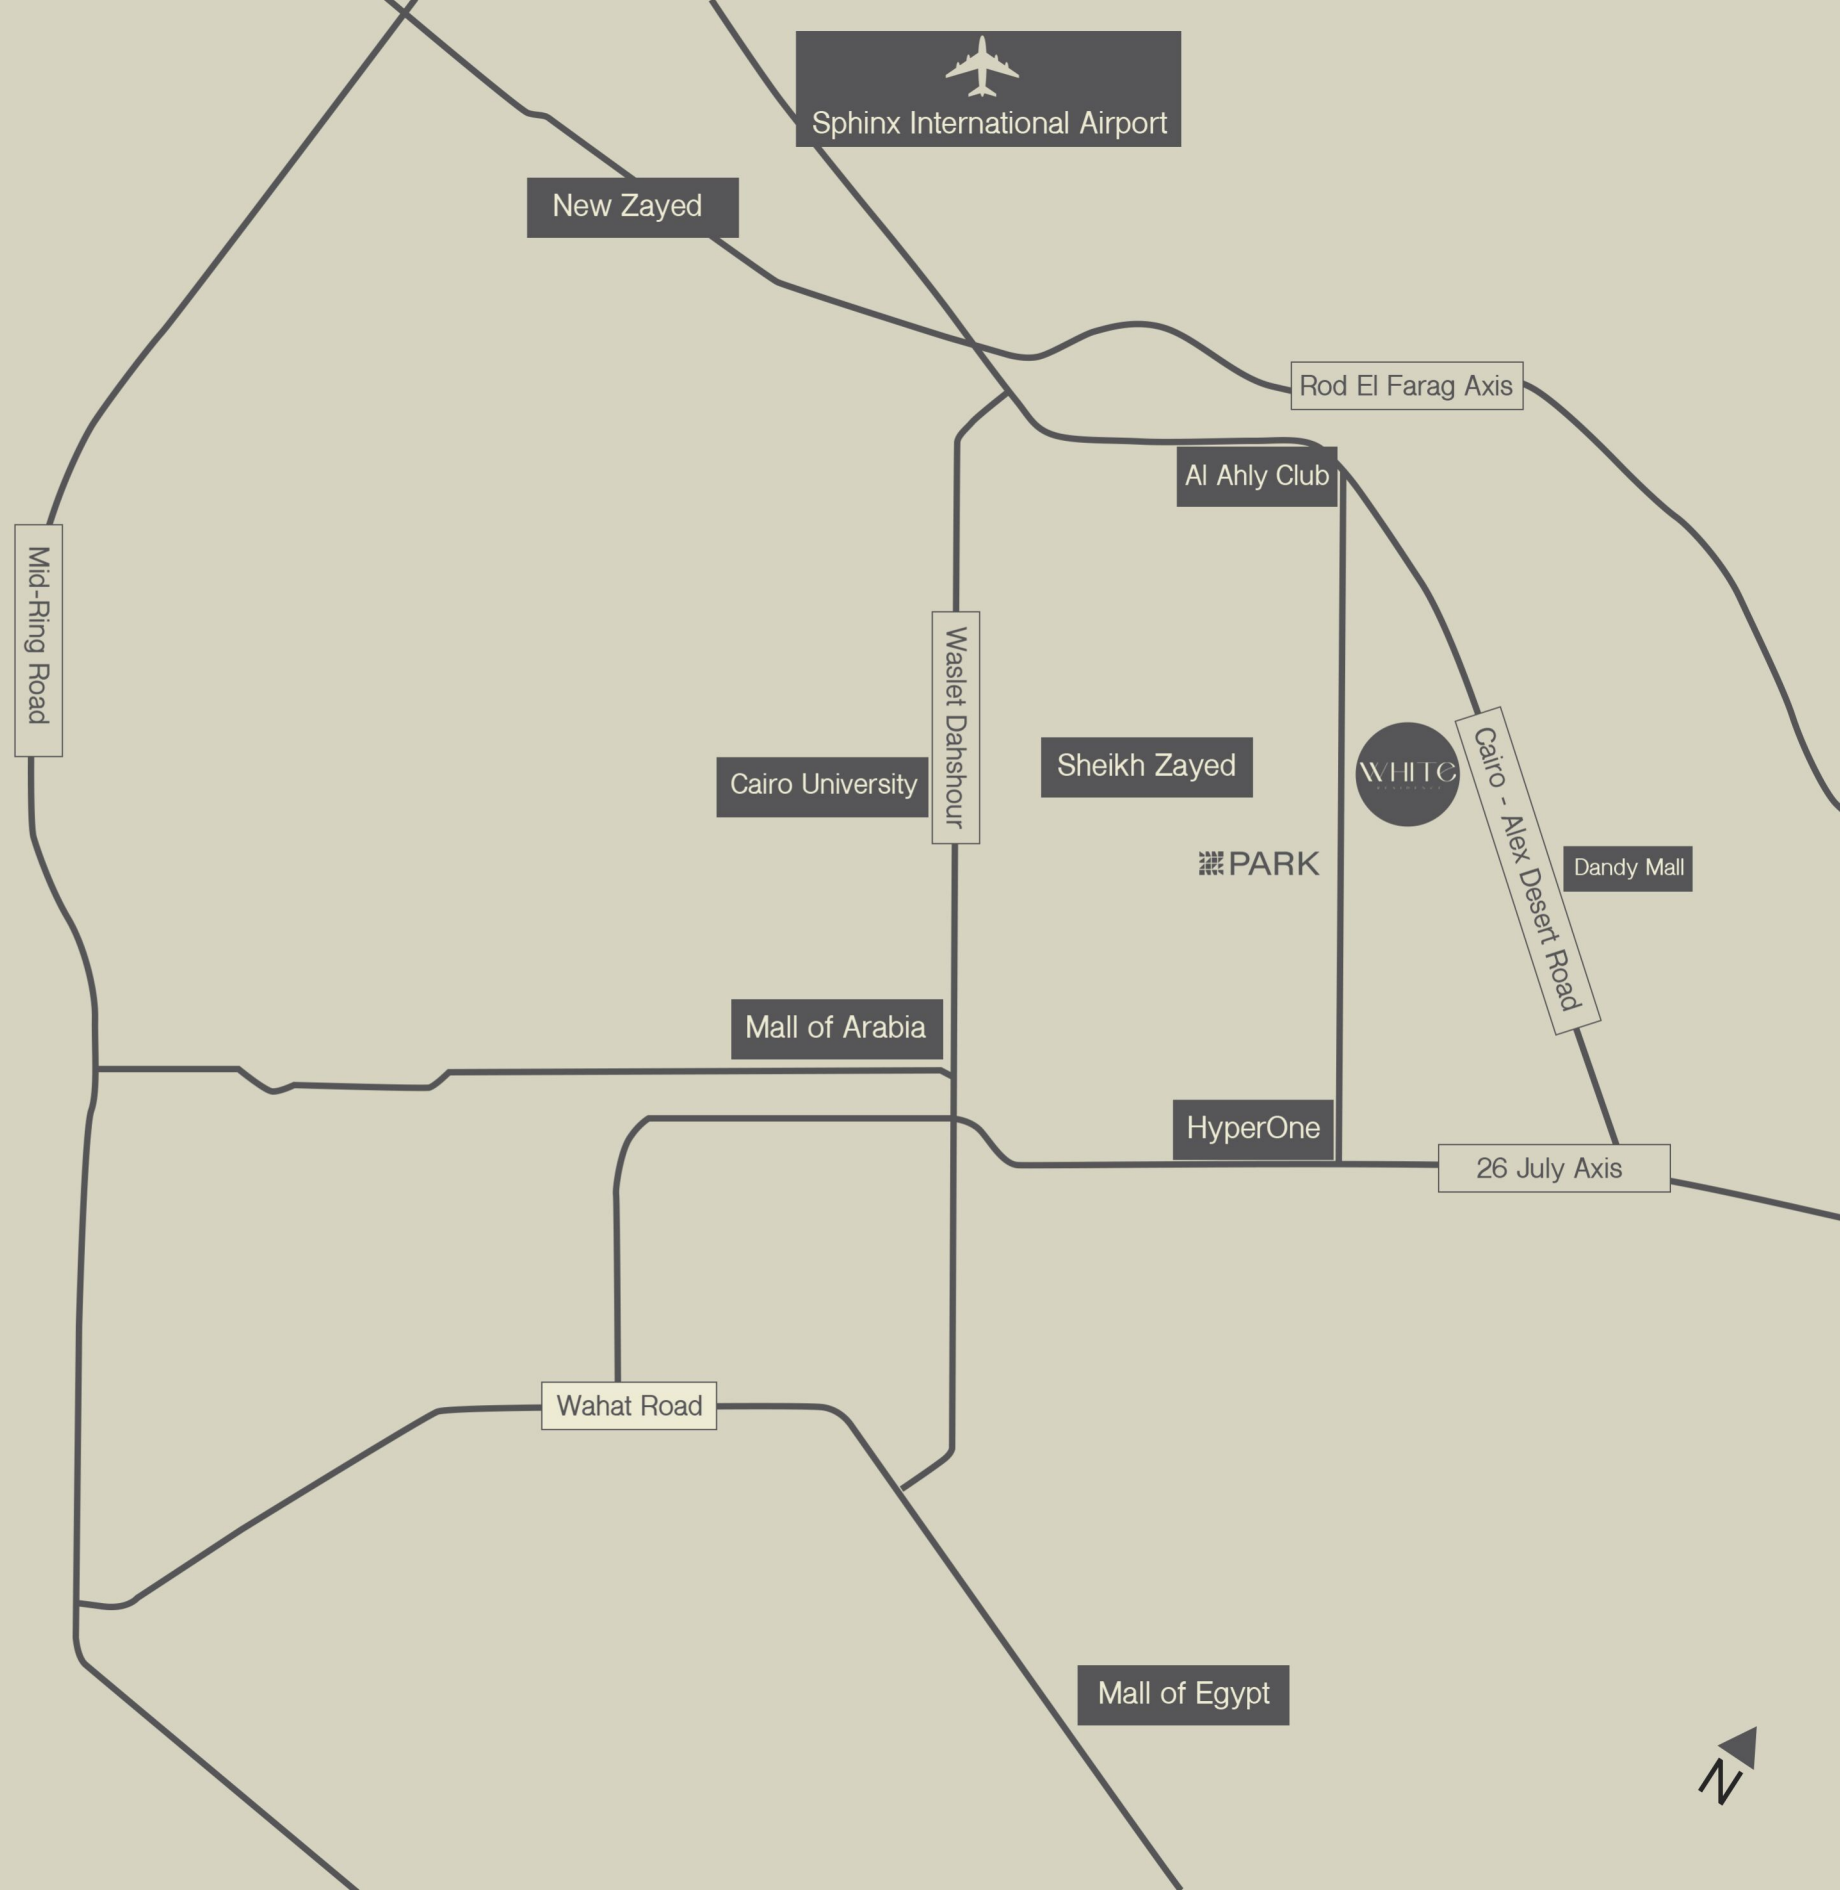 Sphinx International Airport
New Zayed
Rod El Farag Axis
Al Ahly Club
Mid-Ring Road
Waslet Dahshour
Sheikh Zayed
Cairo University
WHITE
Cairo - Alex Desert Road
PARK
Dandy Mall
Mall of Arabia
HyperOne
26 July Axis
Wahat Road
Mall of Egypt
N